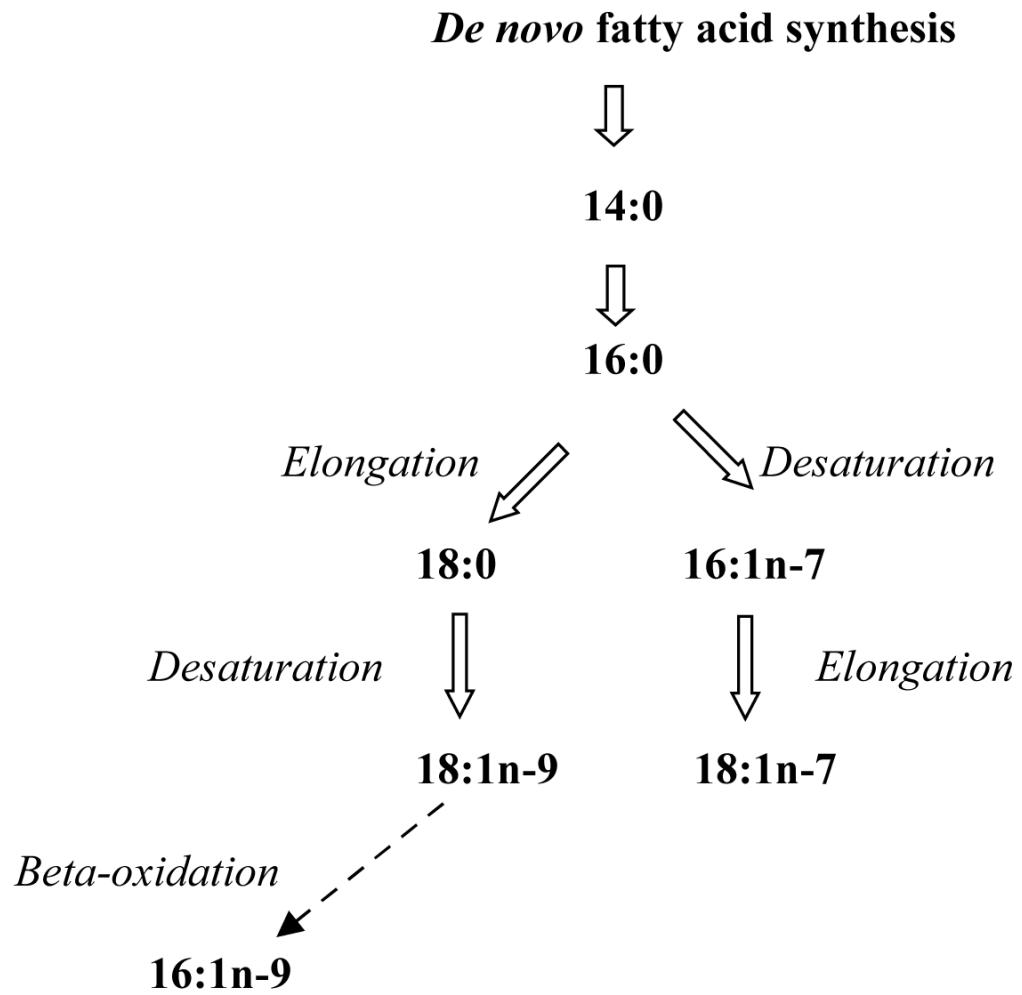 De novo fatty acid synthesis
14:0
16:0
Elongation
Desaturation
18:0
16:1n-7
Desaturation
Elongation
18:1n-9
18:1n-7
Beta-oxidation
16:1n-9